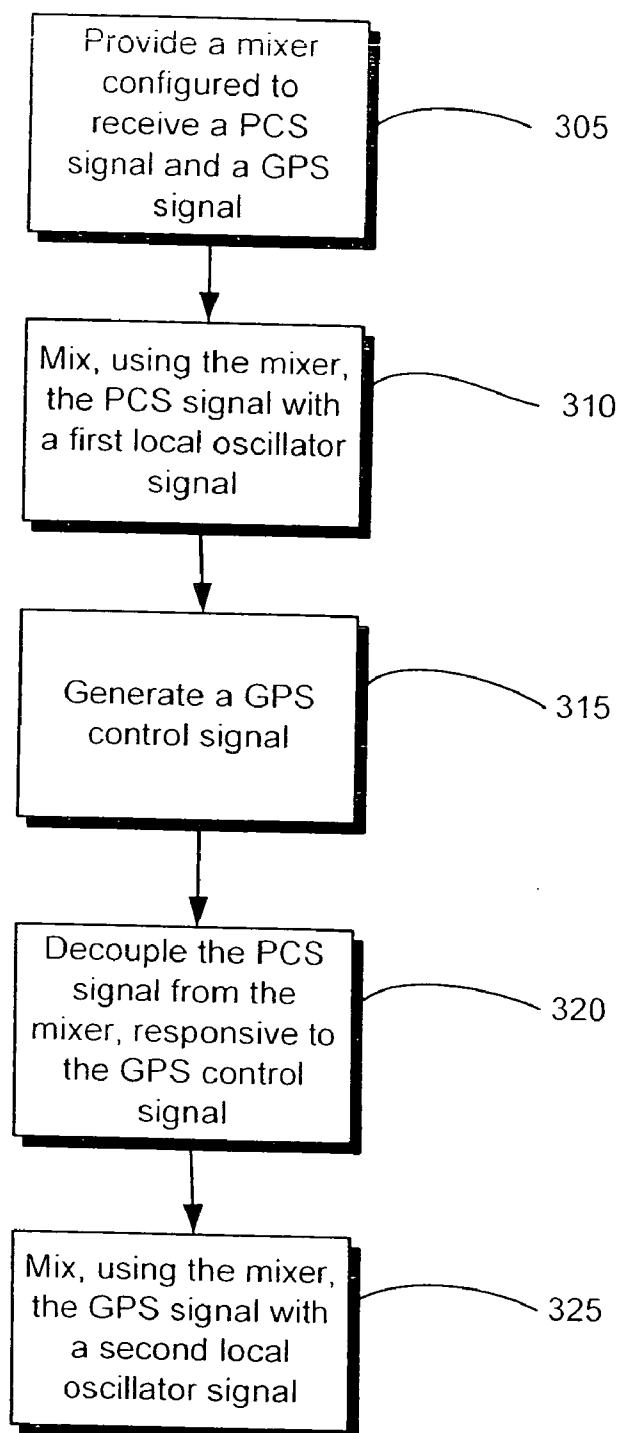 Provide a mixer
configured to
receive a PCS
signal and a GPS
signal
305
Mix, using the mixer,
the PCS signal with
a first local oscillator
signal
310
Generate a GPS
control signal
315
Decouple the PCS
signal from the
mixer, responsive to
the GPS control
signal
320
Mix, using the mixer,
the GPS signal with
a second local
oscillator signal
325